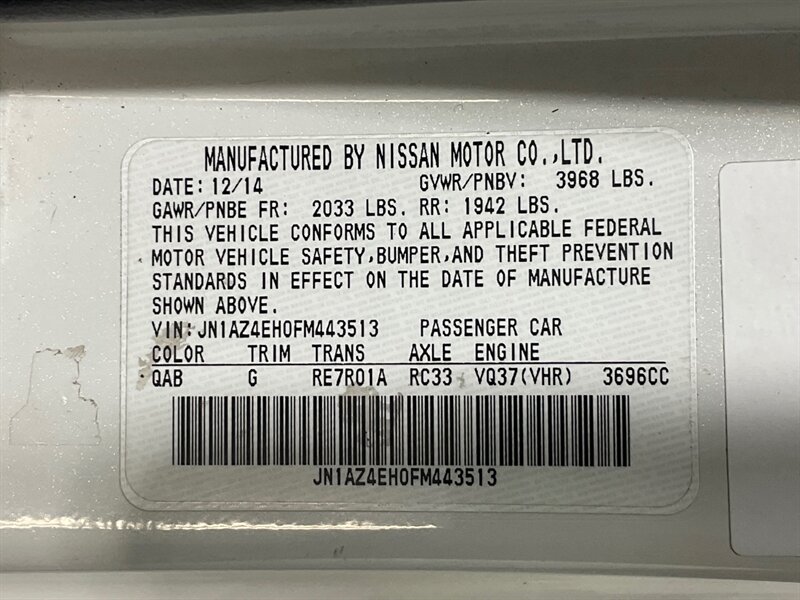 MANUFACTURED BY NISSAN MOTOR CO.,LTD.
DATE: 12/14 GVWR/PNBV: 3968 LBS.
GAWR/PNBE FR: 2033 LBS. RR: 1942 LBS.
THIS VEHICLE CONFORMS TO ALL APPLICABLE FEDERAL
MOTOR VEHICLE SAFETY,BUMPER,AND THEFT PREVENTION
STANDARDS IN EFFECT ON THE DATE OF MANUFACTURE
SHOWN ABOVE.
VIN:JN1AZ4EH0FM443513 PASSENGER CAR
COLOR TRIM TRANS AXLE ENGINE
QAB G RE7R01A RC33 VQ37(VHR) 3696CC
JN1AZ4EH0FM443513